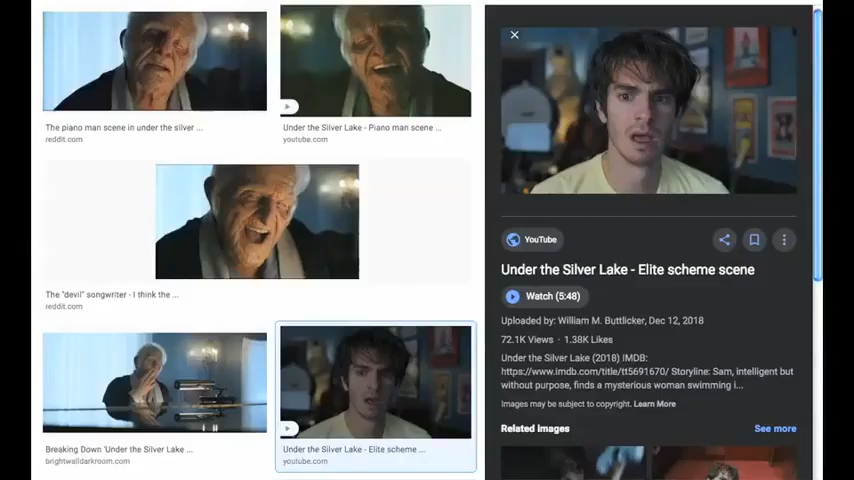 The piano man scene in under the silver ...
reddit.com
Under the Silver Lake - Piano man scene ...
youtube.com
The "devil" songwriter - I think the ...
reddit.com
Breaking Down 'Under the Silver Lake ...
brightwalldarkroom.com
Under the Silver Lake - Elite scheme ...
youtube.com
YouTube
Under the Silver Lake - Elite scheme scene
Watch (5:48)
Uploaded by: William M. Buttlicker, Dec 12, 2018
72.1K Views · 1.38K Likes
Under the Silver Lake (2018) IMDB:
https://www.imdb.com/title/tt5691670/ Storyline: Sam, intelligent but
without purpose, finds a mysterious woman swimming i...
Images may be subject to copyright. Learn More
Related Images
See more